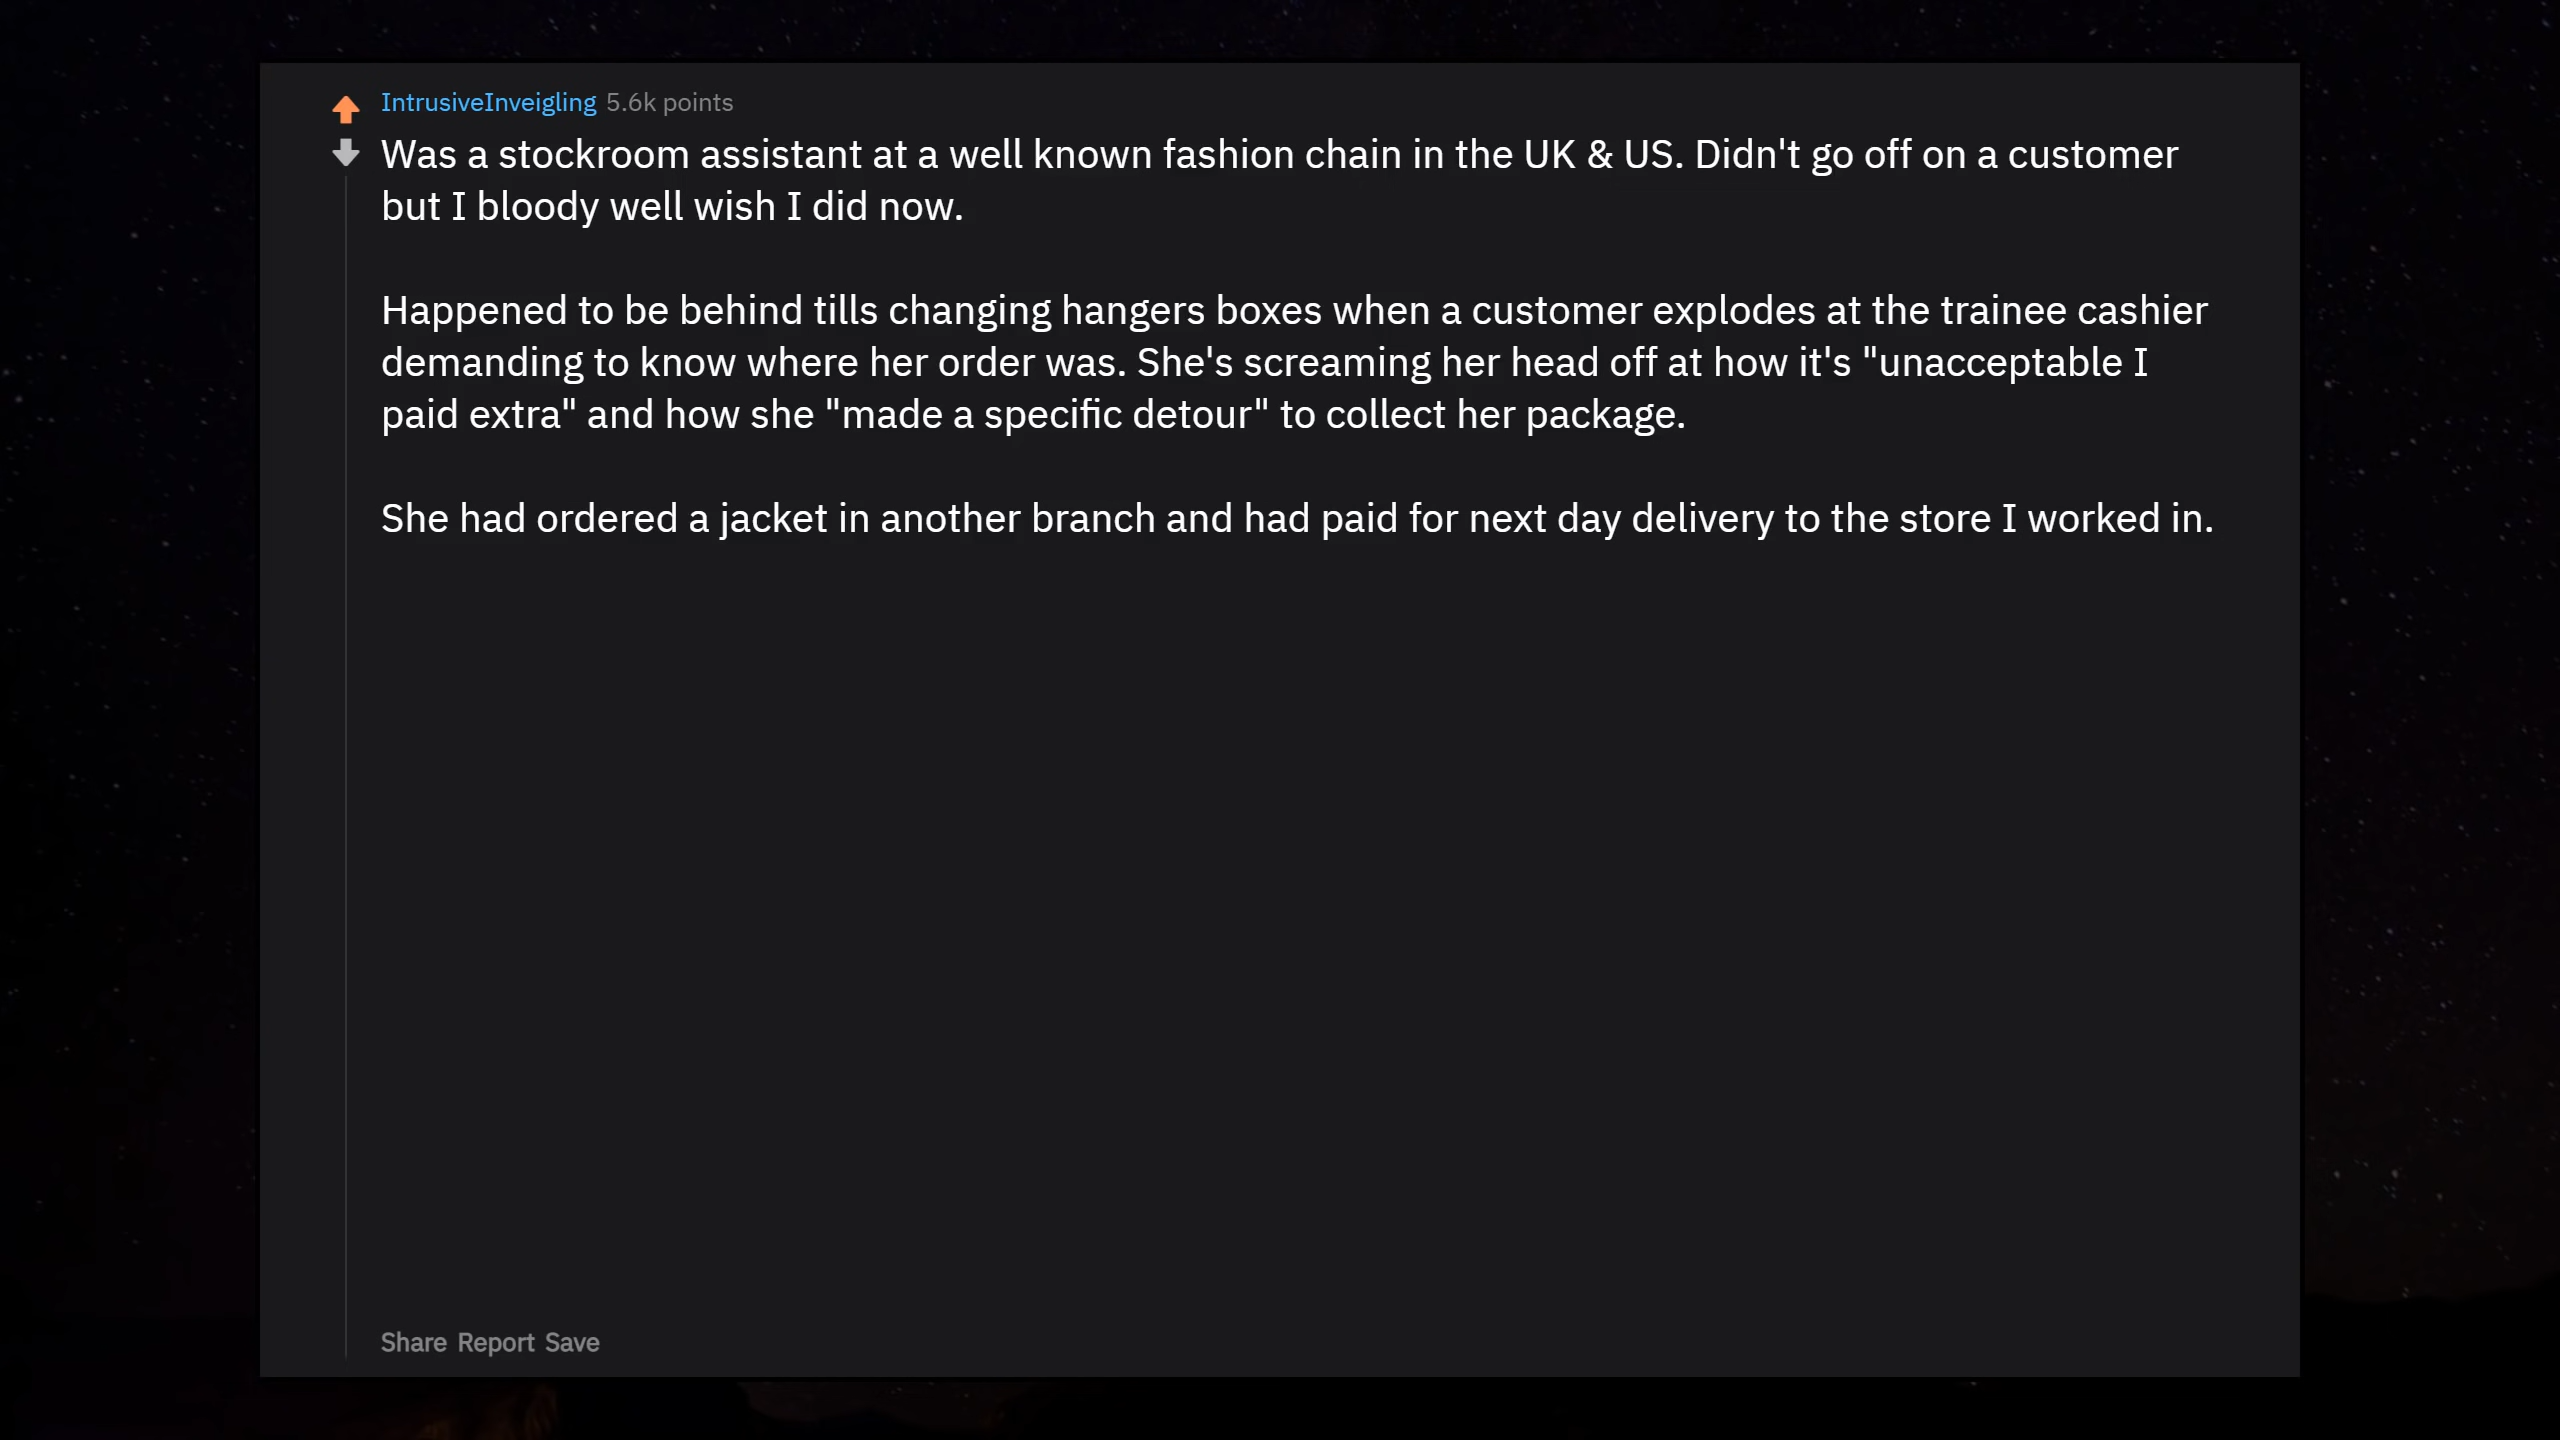 IntrusiveInveigling 5.6k points
Was a stockroom assistant at a well known fashion chain in the UK & US. Didn't go off on a customer
but I bloody well wish I did now.
Happened to be behind tills changing hangers boxes when a customer explodes at the trainee cashier
demanding to know where her order was. She's screaming her head off at how it's "unacceptable I
paid extra" and how she "made a specific detour" to collect her package.
She had ordered a jacket in another branch and had paid for next day delivery to the store I worked in.
Share Report Save